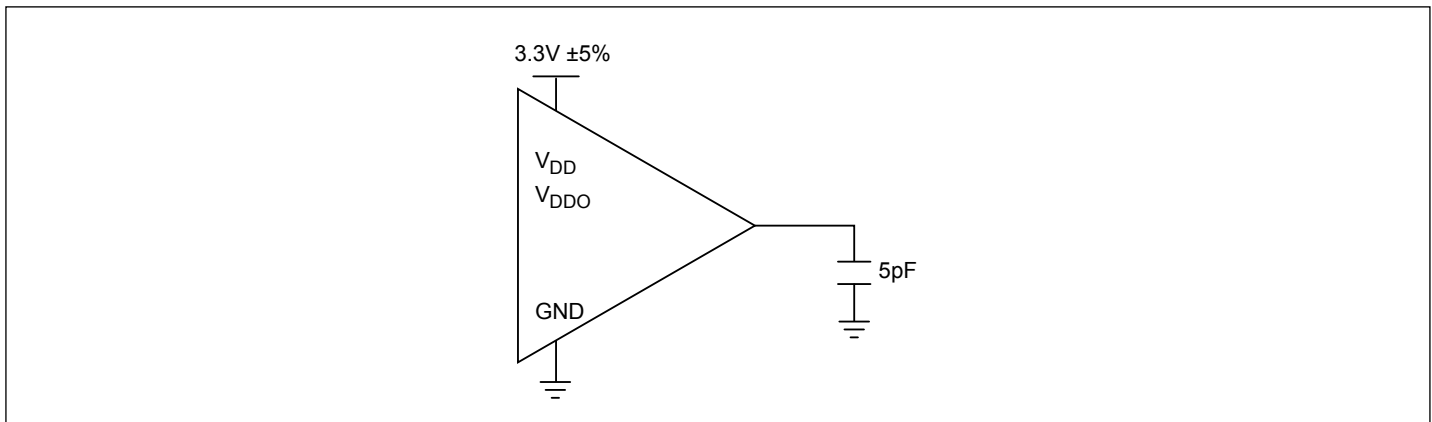 3.3V ±5%
VDD
VDDO
5pF
GND